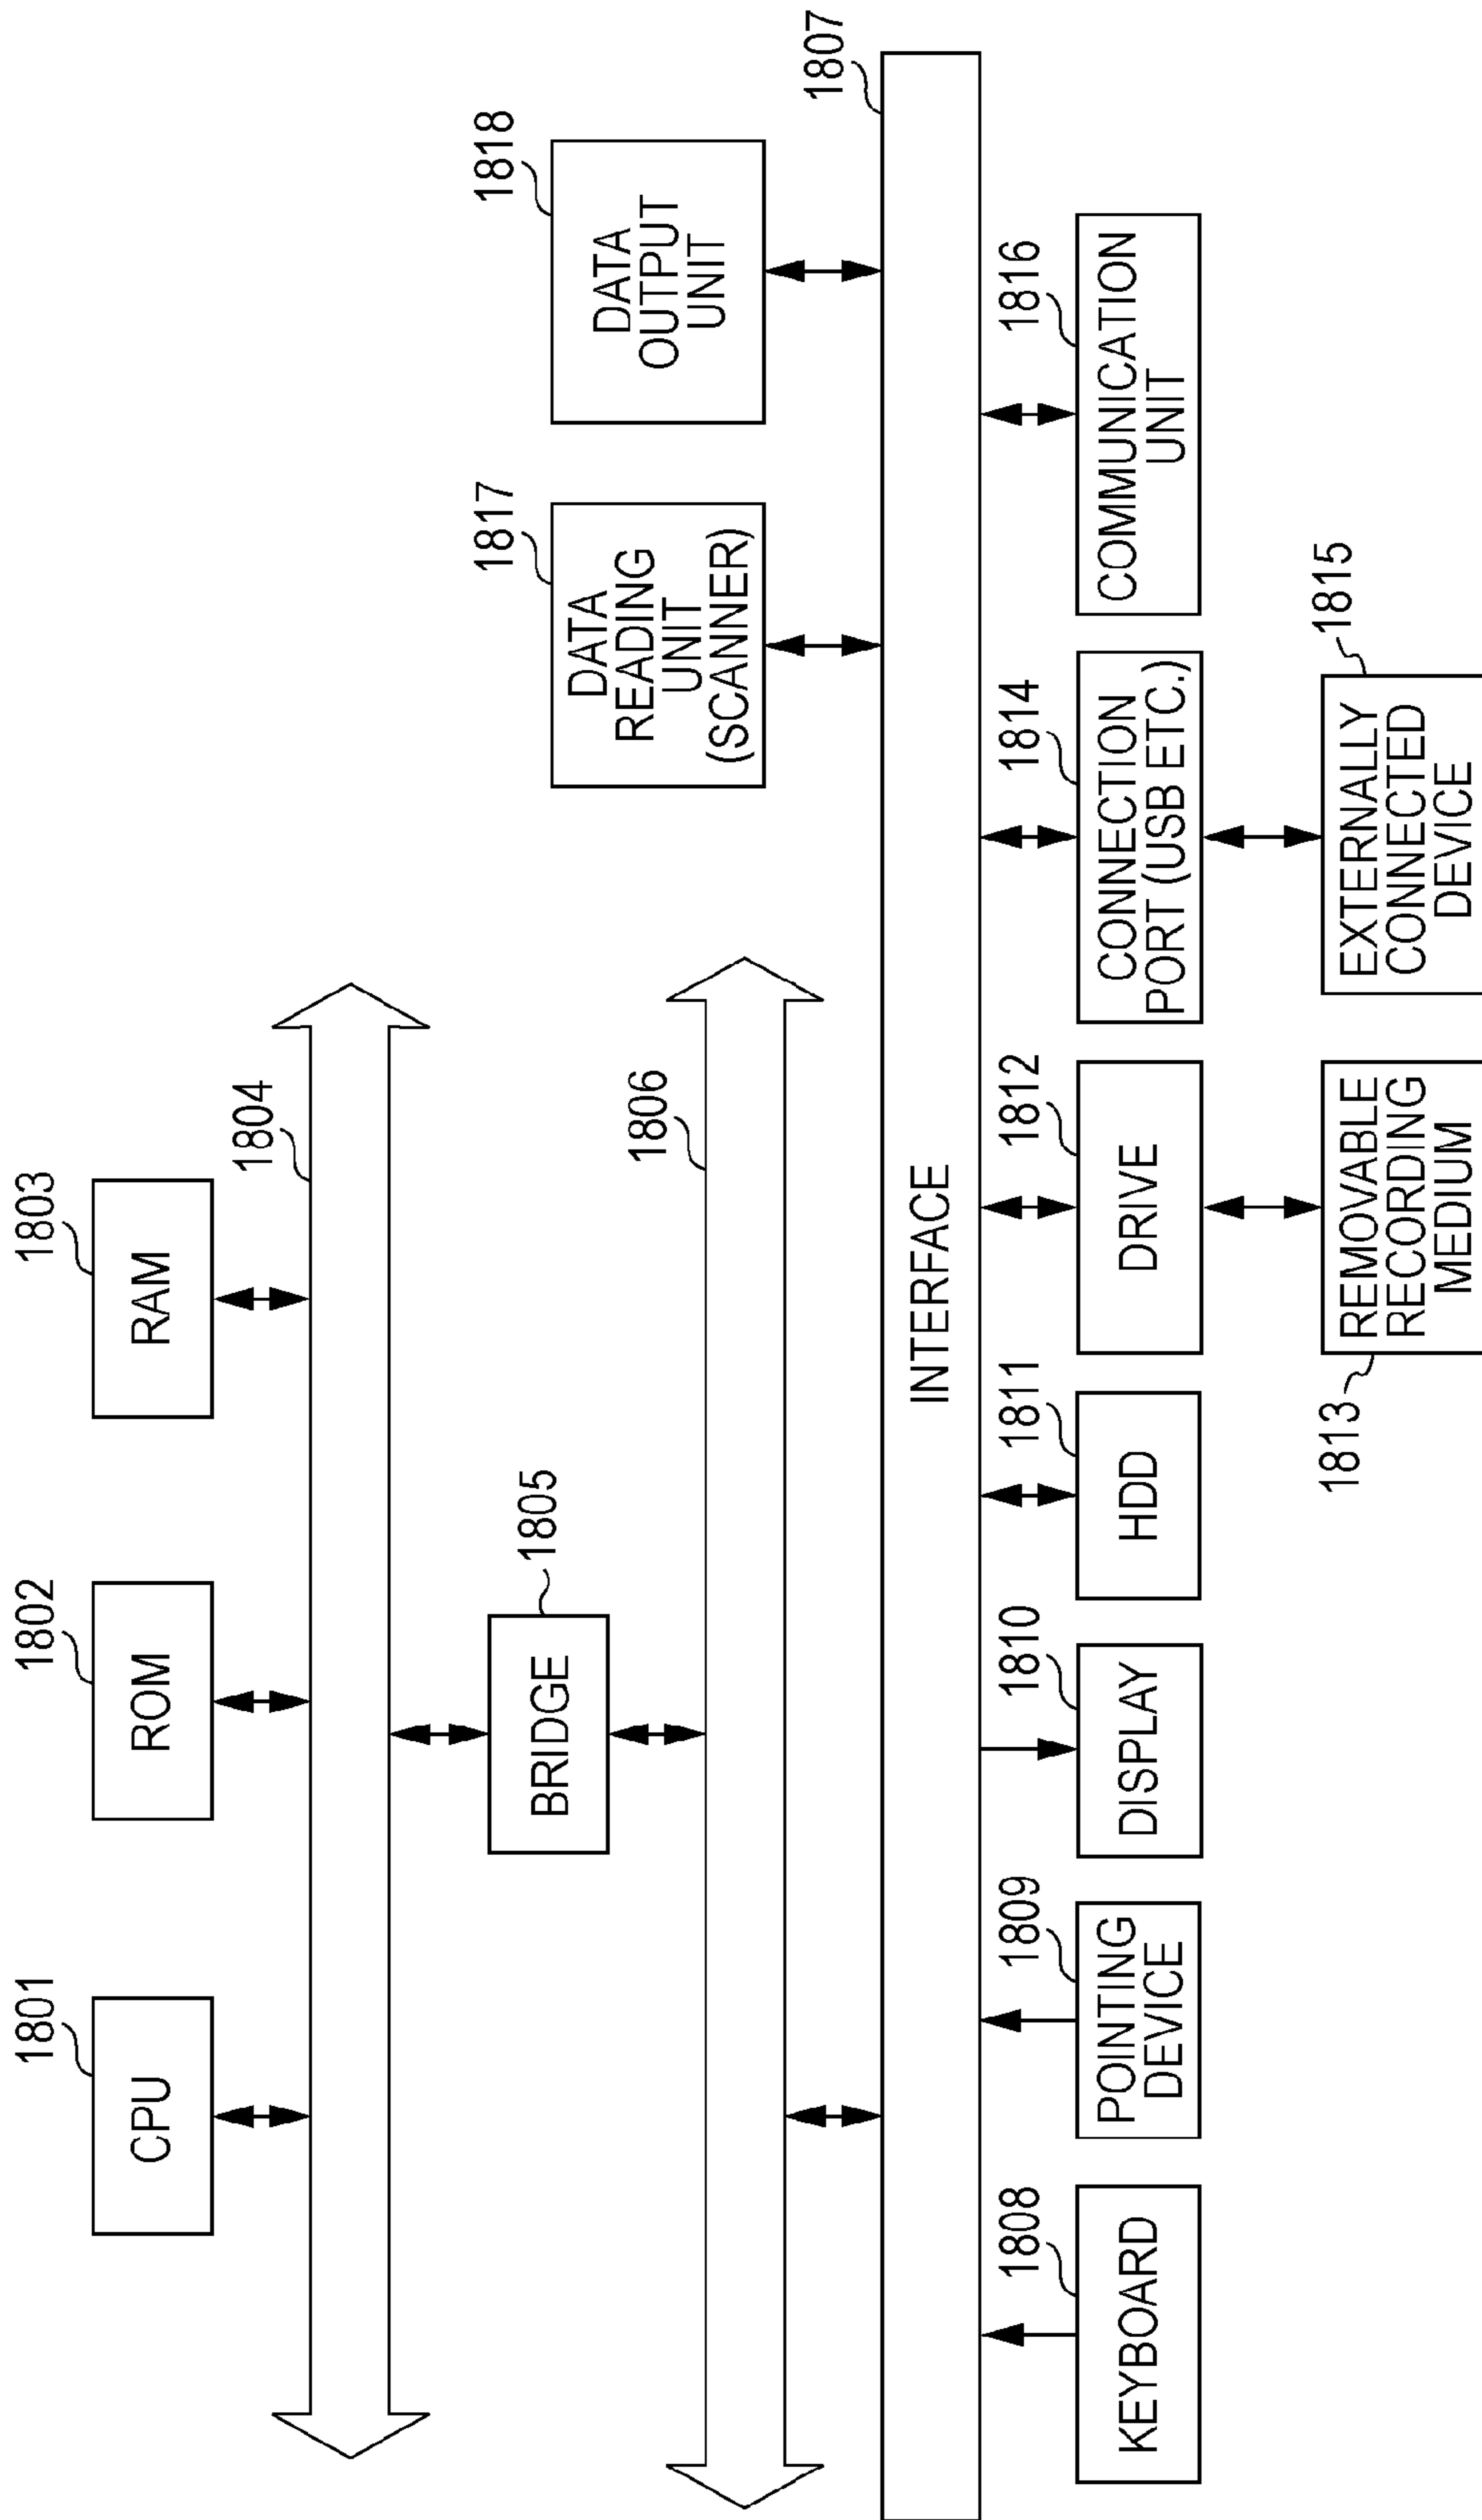 1801
CPU
1802
ROM
1803
RAM
1804
1805
BRIDGE
1806
1817
DATA
READING
UNIT
(SCANNER)
1818
DATA
OUTPUT
UNIT
1807
INTERFACE
1808
KEYBOARD
1809
POINTING
DEVICE
1810
DISPLAY
1811
HDD
1812
DRIVE
1814
CONNECTION
PORT (USB ETC.)
1816
COMMUNICATION
UNIT
1813
REMOVABLE
RECORDING
MEDIUM
1815
EXTERNALLY
CONNECTED
DEVICE